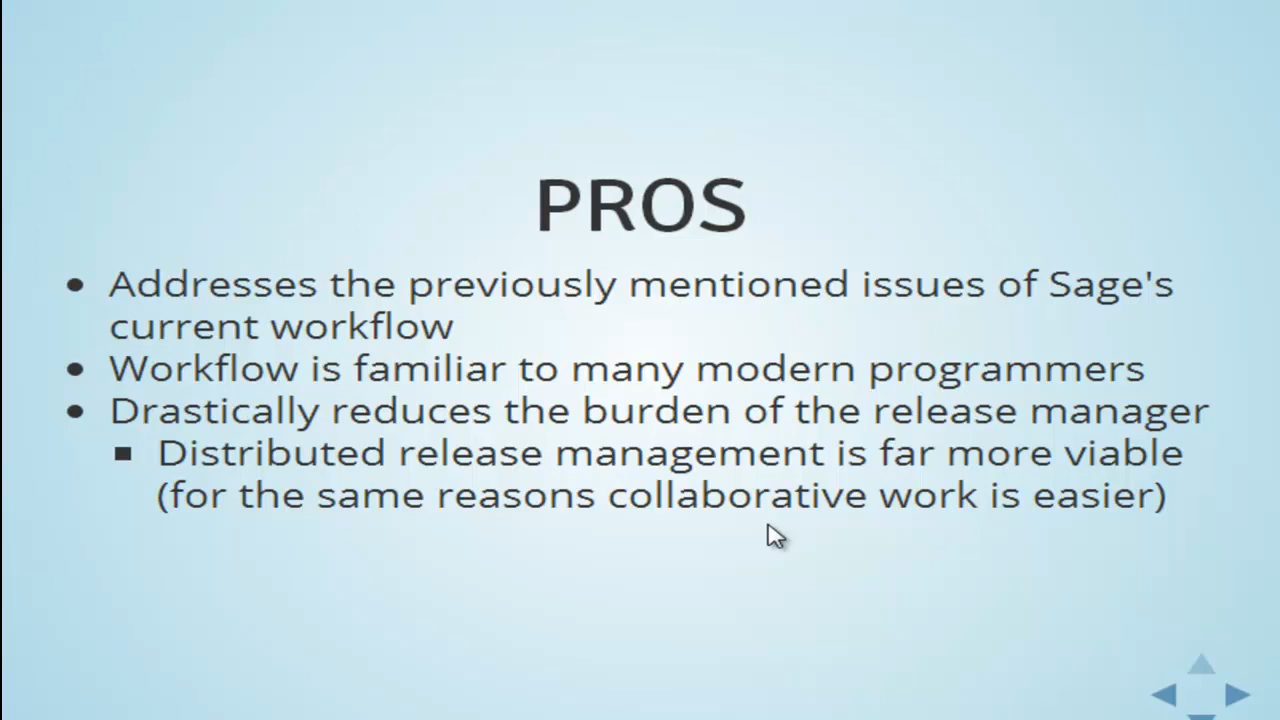 PROS
Addresses the previously mentioned issues of Sage's
current workflow
Workflow is familiar to many modern programmers
Drastically reduces the burden of the release manager
Distributed release management is far more viable
(for the same reasons collaborative work is easier)